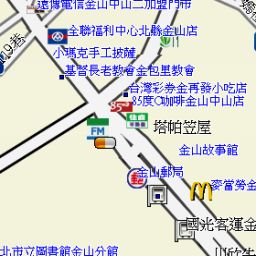 遠傳電信金山中山二加盟門市
全聯福利中心北縣金山店
小瑪克手工披薩
基督長老教會金包里教會
台灣彩券金再發小吃店
85度C咖啡金山中山店
85
FM
塔帕笠屋
金山故事館
金山郵局
麥當勞金
國光客運金
北市立圖書館金山分館